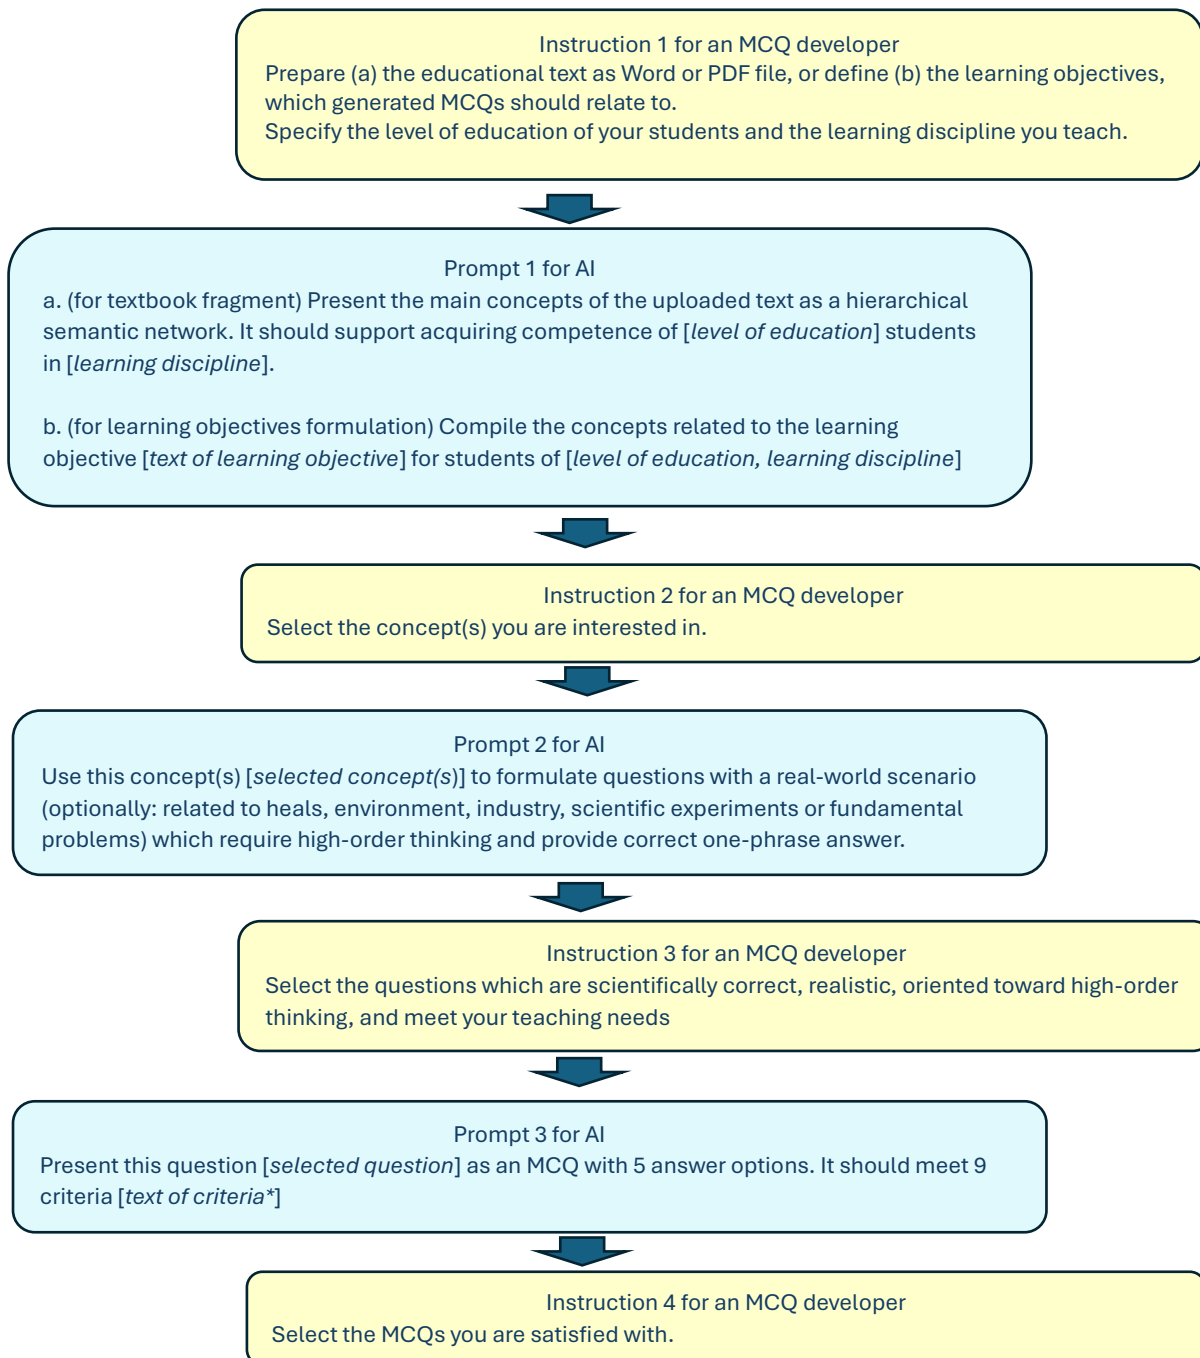 Instruction 1 for an MCQ developer
Prepare (a) the educational text as Word or PDF file, or define (b) the learning objectives,
which generated MCQs should relate to.
Specify the level of education of your students and the learning discipline you teach.
Prompt 1 for AI
a. (for textbook fragment) Present the main concepts of the uploaded text as a hierarchical
semantic network. It should support acquiring competence of [level of education] students
in [learning discipline].
b. (for learning objectives formulation) Compile the concepts related to the learning
objective [text of learning objective] for students of [level of education, learning discipline]
Instruction 2 for an MCQ developer
Select the concept(s) you are interested in.
Prompt 2 for AI
Use this concept(s) [selected concept(s)] to formulate questions with a real-world scenario
(optionally: related to heals, environment, industry, scientific experiments or fundamental
problems) which require high-order thinking and provide correct one-phrase answer.
Instruction 3 for an MCQ developer
Select the questions which are scientifically correct, realistic, oriented toward high-order
thinking, and meet your teaching needs
Prompt 3 for AI
Present this question [selected question] as an MCQ with 5 answer options. It should meet 9
criteria [text of criteria*]
Instruction 4 for an MCQ developer
Select the MCQs you are satisfied with.